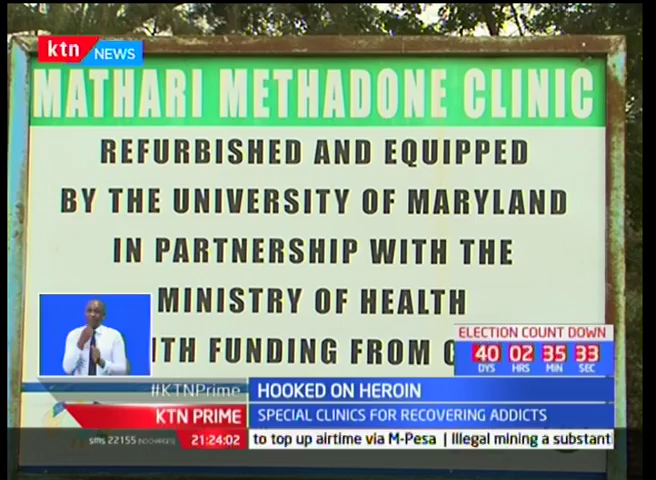 ktn NEWS
MATHARI METHADONE CLINIC
REFURBISHED AND EQUIPPED
BY THE UNIVERSITY OF MARYLAND
IN PARTNERSHIP WITH THE
MINISTRY OF HEALTH
ITH FUNDING FROM
ELECTION COUNT DOWN
40 02 35 33
DYS HRS MIN SEC
#KTNPrime
HOOKED ON HEROIN
KTN PRIME
SPECIAL CLINICS FOR RECOVERING ADDICTS
sms 22155 (NO CHARGES)
21:24:02
to top up airtime via M-Pesa | Illegal mining a substant